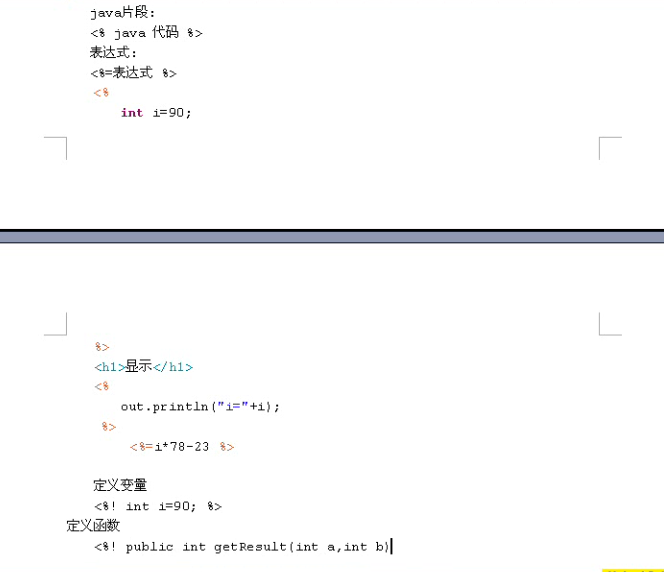 java片段:
<% java 代码 %>
表达式:
<%=表达式 %>
<%
int i=90;
%>
<h1>显示</h1>
<%
out.println("i="+i);
%>
<%=i*78-23 %>
定义变量
<%! int i=90; %>
定义函数
<%! public int getResult(int a,int b)